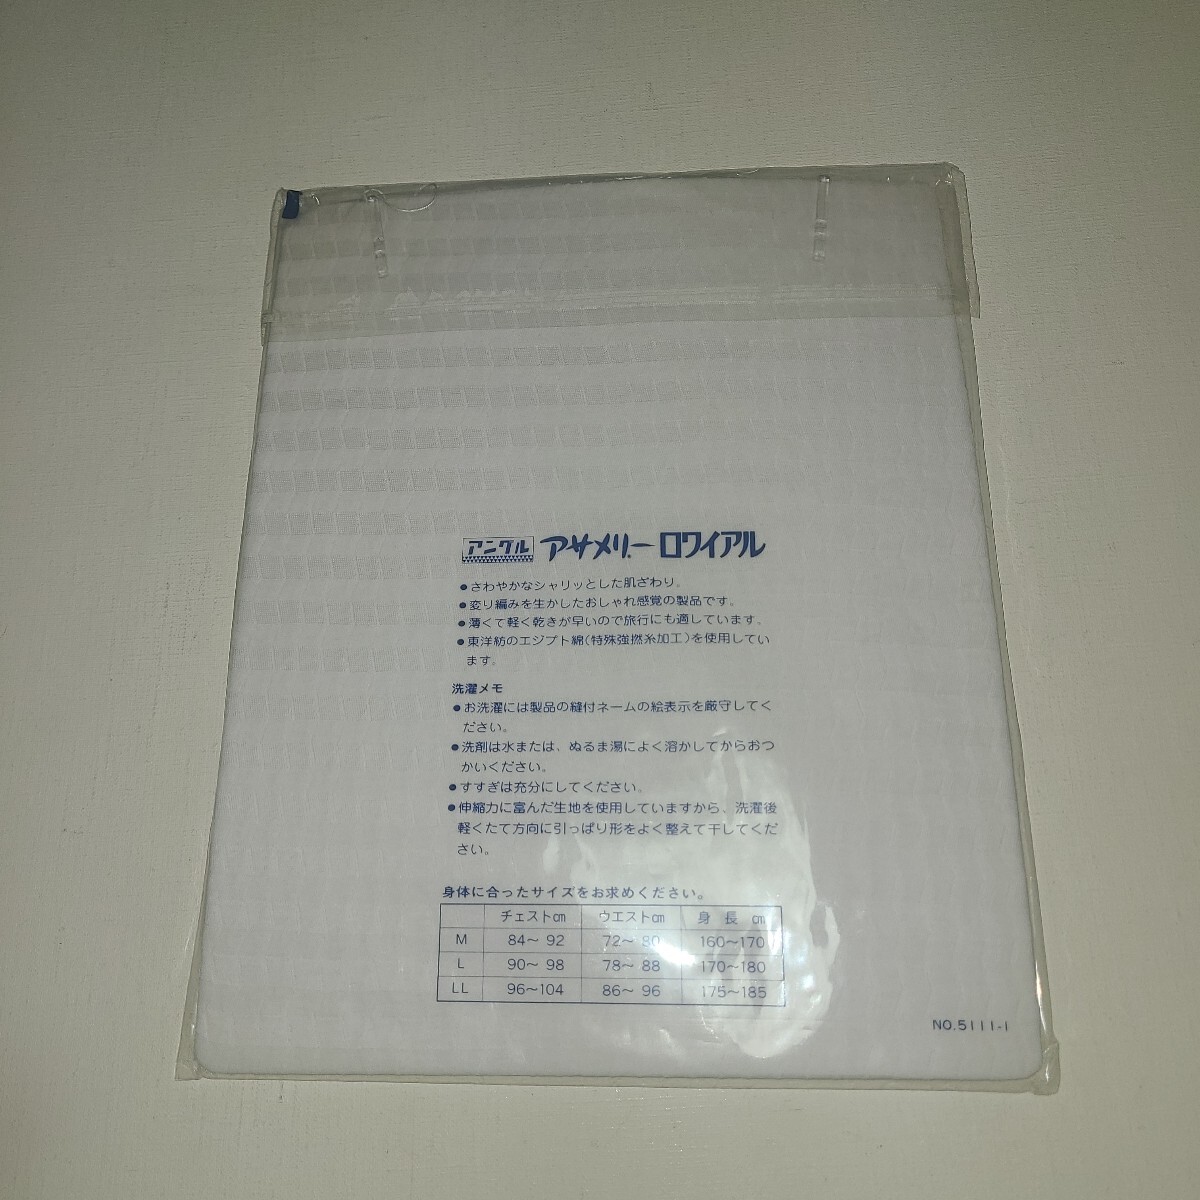 アングル アサメリー ロワイアル
●さわやかなシャリッとした肌ざわり。
●変り編みを生かしたおしゃれ感覚の製品です。
●薄くて軽く乾きが早いので旅行にも適しています。
●東洋紡のエジプト綿(特殊強撚糸加工)を使用してい
ます。
洗濯メモ
●お洗濯には製品の縫付ネームの絵表示を厳守してく
ださい。
●洗剤は水または、ぬるま湯によく溶かしてからおつ
かいください。
●すすぎは充分にしてください。
●伸縮力に富んだ生地を使用していますから、洗濯後
軽くたて方向に引っぱり形をよく整えて干してくだ
さい。
身体に合ったサイズをお求めください。
チェスト㎝ ウエスト㎝ 身 長 ㎝
M 84～ 92 72～ 80 160～170
L 90～ 98 78～ 88 170～180
LL 96～104 86～ 96 175～185
NO.5111-1